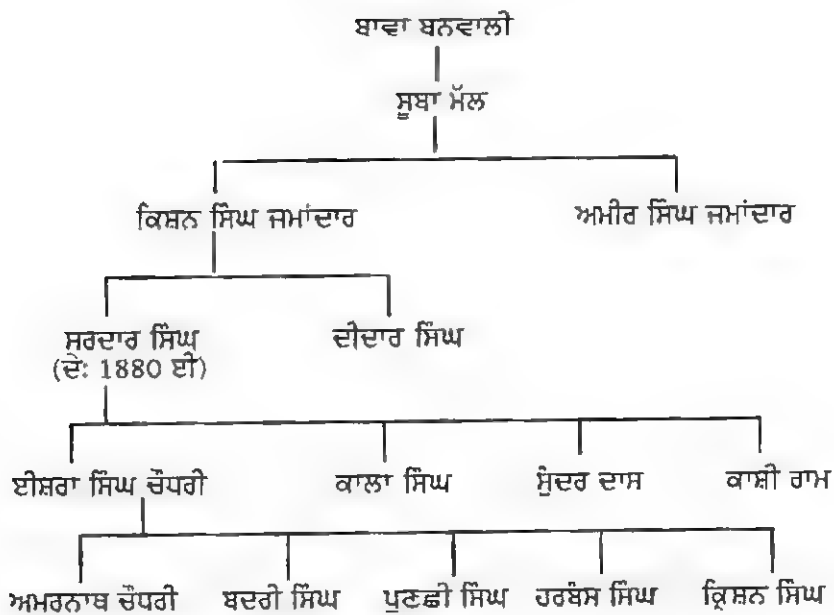 ਬਾਵਾ ਬਨਵਾਲੀ
ਸੂਬਾ ਮੱਲ
ਕਿਸ਼ਨ ਸਿੰਘ ਜਮਾਂਦਾਰ ਅਮੀਰ ਸਿੰਘ ਜਮਾਂਦਾਰ
ਸਰਦਾਰ ਸਿੰਘ ਦੀਦਾਰ ਸਿੰਘ
(ਦੇ: 1880 ਈ)
ਈਸ਼ਰਾ ਸਿੰਘ ਚੌਧਰੀ ਕਾਲਾ ਸਿੰਘ ਸੁੰਦਰ ਦਾਸ ਕਾਸ਼ੀ ਰਾਮ
ਅਮਰਨਾਥ ਚੌਧਰੀ ਬਦਰੀ ਸਿੰਘ ਪੁਣਛੀ ਸਿੰਘ ਹਰਬੰਸ ਸਿੰਘ ਕ੍ਰਿਸ਼ਨ ਸਿੰਘ